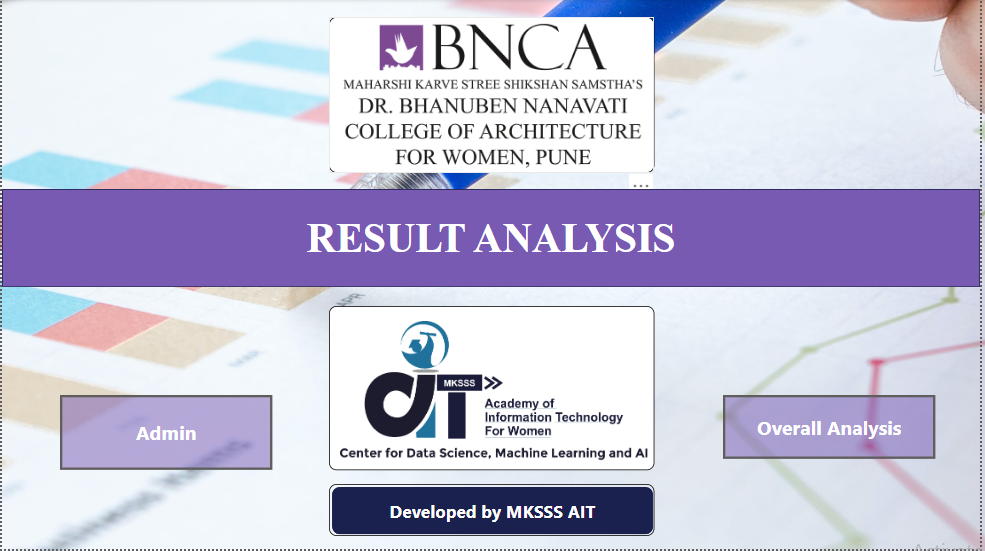 BNCA
MAHARSHI KARVE STREE SHIKSHAN SAMSTHA'S
DR. BHANUBEN NANAVATI
COLLEGE OF ARCHITECTURE
FOR WOMEN, PUNE
RESULT ANALYSIS
APR
MAR
MKSSS
AIT
Academy of
Information Technology
For Women
Center for Data Science, Machine Learning and AI
Admin
Overall Analysis
Developed by MKSSS AIT